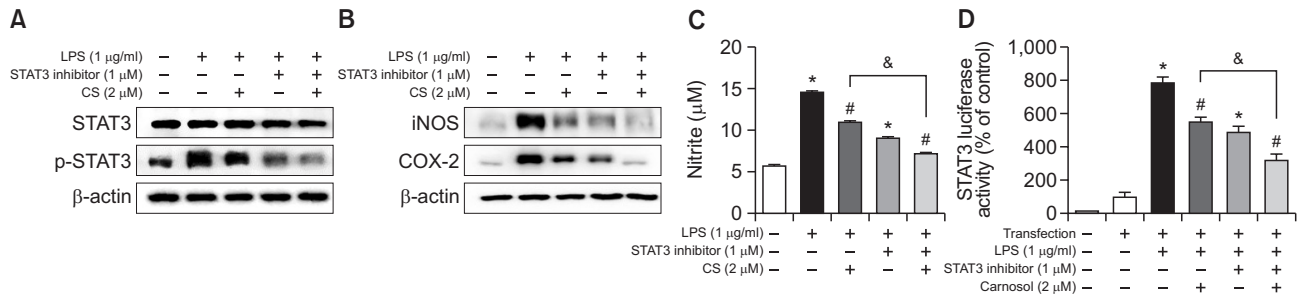 A
LPS (1 μg/ml) – + + + +
STAT3 inhibitor (1 μM) – – – + +
CS (2 μM) – – + – +
STAT3
p-STAT3
β-actin
B
LPS (1 μg/ml) – + + + +
STAT3 inhibitor (1 μM) – – – + +
CS (2 μM) – – + – +
iNOS
COX-2
β-actin
C
Nitrite (μM)
20
15
10
5
0
*
#
*
#
&
LPS (1 μg/ml) – + + + +
STAT3 inhibitor (1 μM) – – – + +
CS (2 μM) – – + – +
D
STAT3 luciferase
activity (% of control)
1,000
800
600
400
200
0
*
#
*
#
&
Transfection – + + + + +
LPS (1 μg/ml) – – + + + +
STAT3 inhibitor (1 μM) – – – – + +
Carnosol (2 μM) – – – + – +